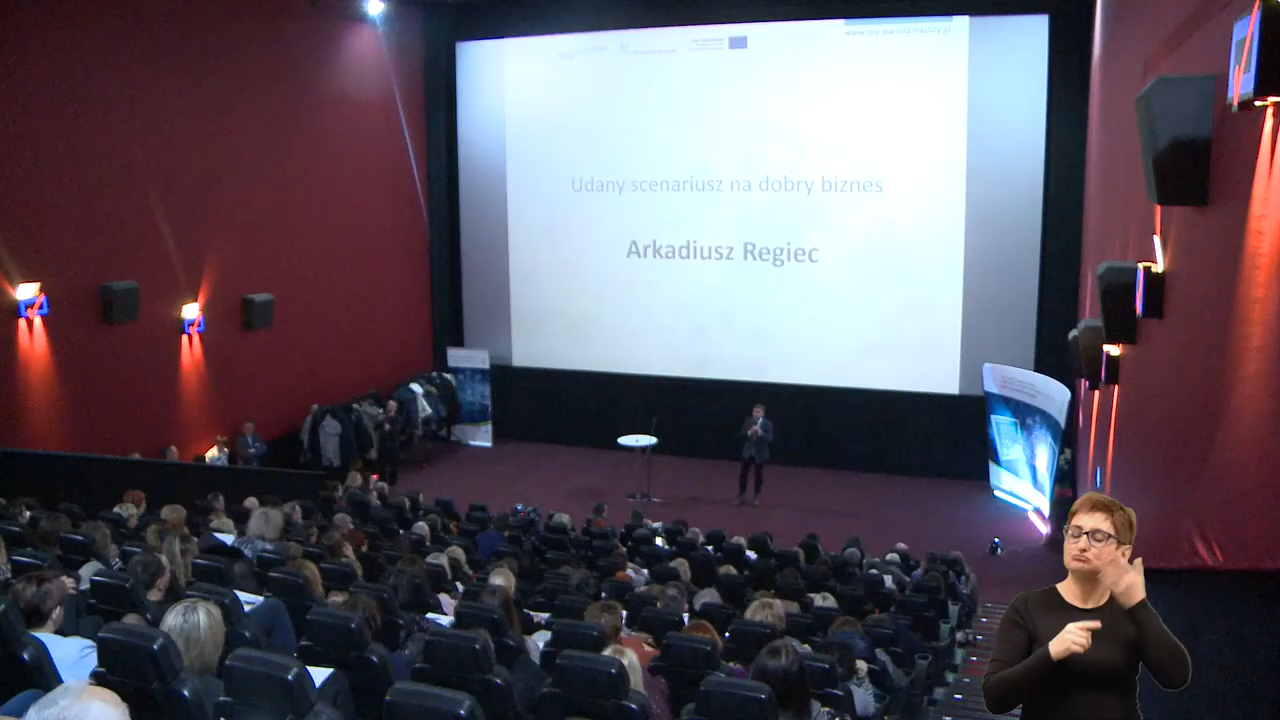 www.rpo.warmia.mazury.pl
Udany scenariusz na dobry biznes
Arkadiusz Regiec